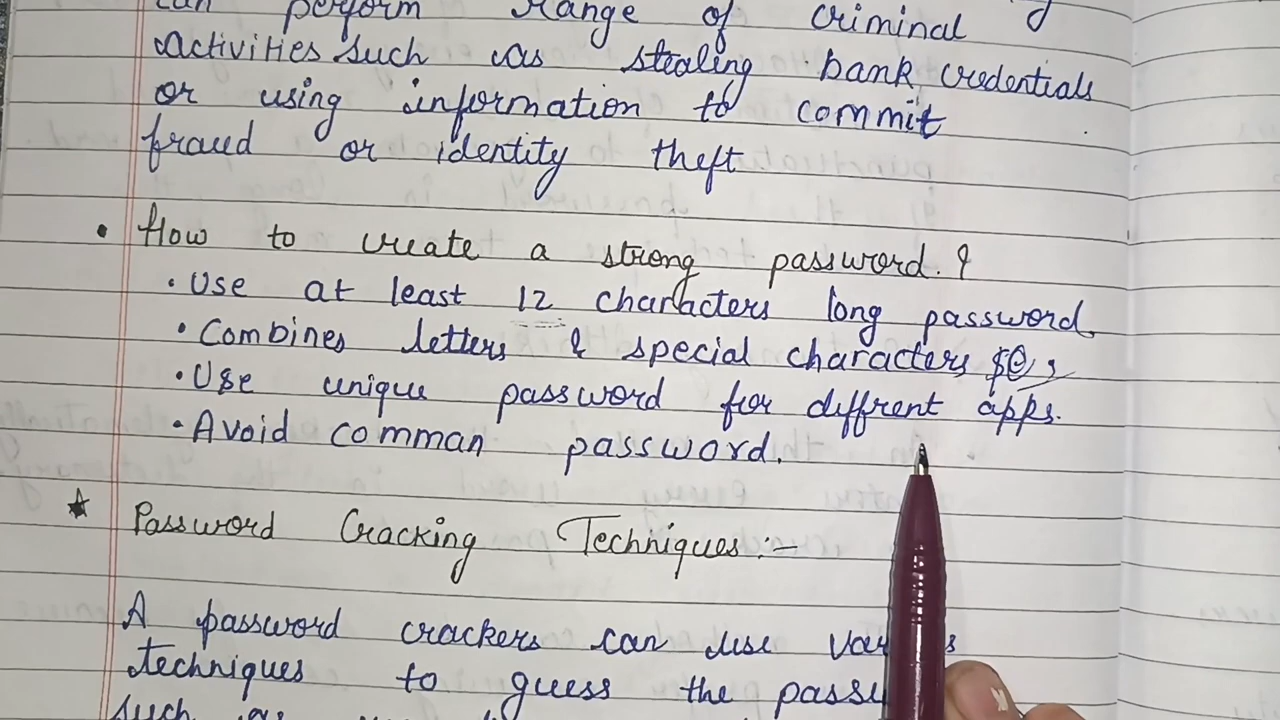 can perform range of criminal
activities such as stealing bank credentials
or using information to commit
fraud or identity theft
• How to create a strong password. ?
• Use at least 12 characters long password.
• Combines letters & special characters $@,
• Use unique password for diffrent apps.
• Avoid comman password.
★ Password Cracking Techniques :-
A password crackers can use
techniques to guess the
such as